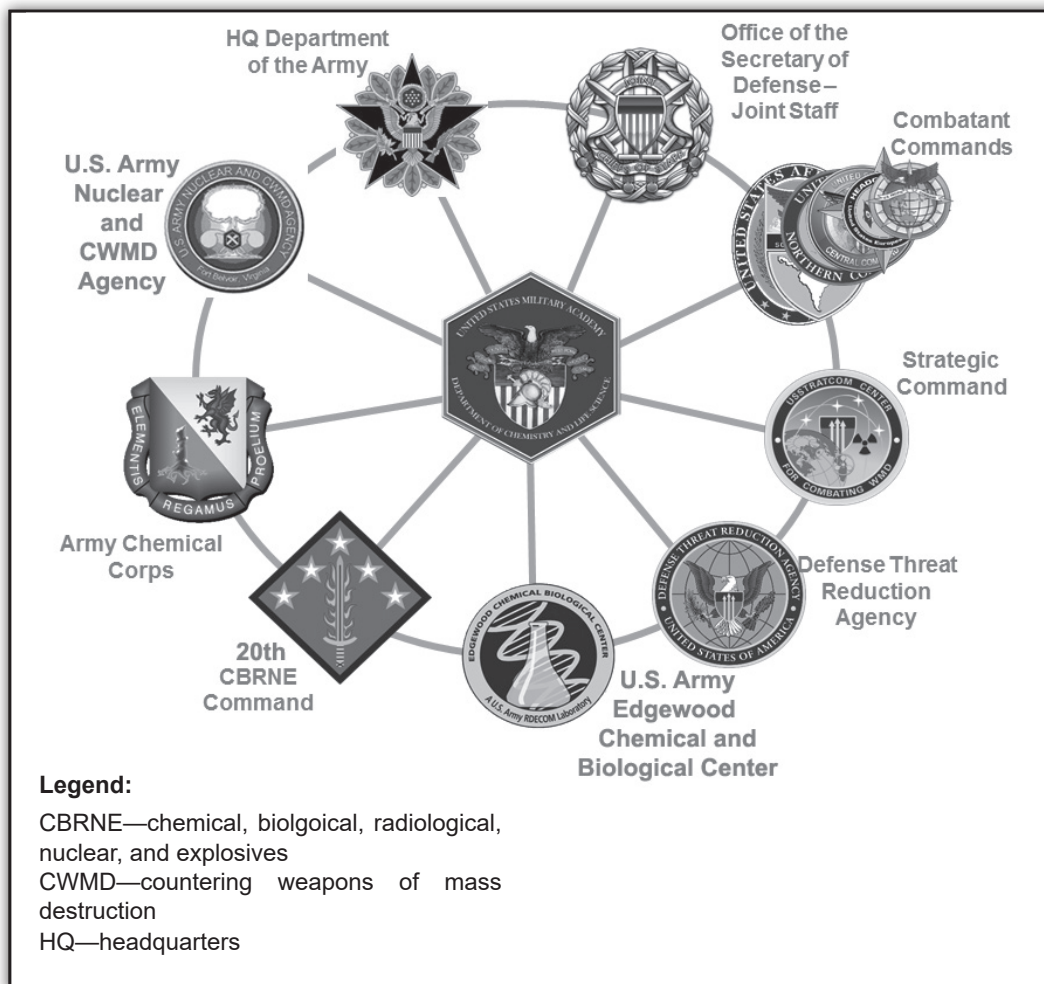 HQ Department
of the Army
Office of the
Secretary of
Defense–
Joint Staff
Combatant
Commands
U.S. Army
Nuclear
and
CWMD
Agency
U.S. ARMY NUCLEAR AND CWMD AGENCY
Fort Belvoir, Virginia
UNITED STATES AF
NORTHERN CO
CENTRAL COM
UNITED STATES MILITARY ACADEMY
DEPARTMENT OF CHEMISTRY AND LIFE SCIENCE
Strategic
Command
USSTRATCOM CENTER
FOR COMBATING WMD
ELEMENTIS
REGAMUS
PROELIUM
Army Chemical
Corps
20th
CBRNE
Command
EDGEWOOD CHEMICAL BIOLOGICAL CENTER
A U.S. Army RDECOM Laboratory
DEFENSE THREAT REDUCTION AGENCY
UNITED STATES OF AMERICA
Defense Threat
Reduction
Agency
U.S. Army
Edgewood
Chemical and
Biological Center
Legend:
CBRNE—chemical, biolgoical, radiological,
nuclear, and explosives
CWMD—countering weapons of mass
destruction
HQ—headquarters